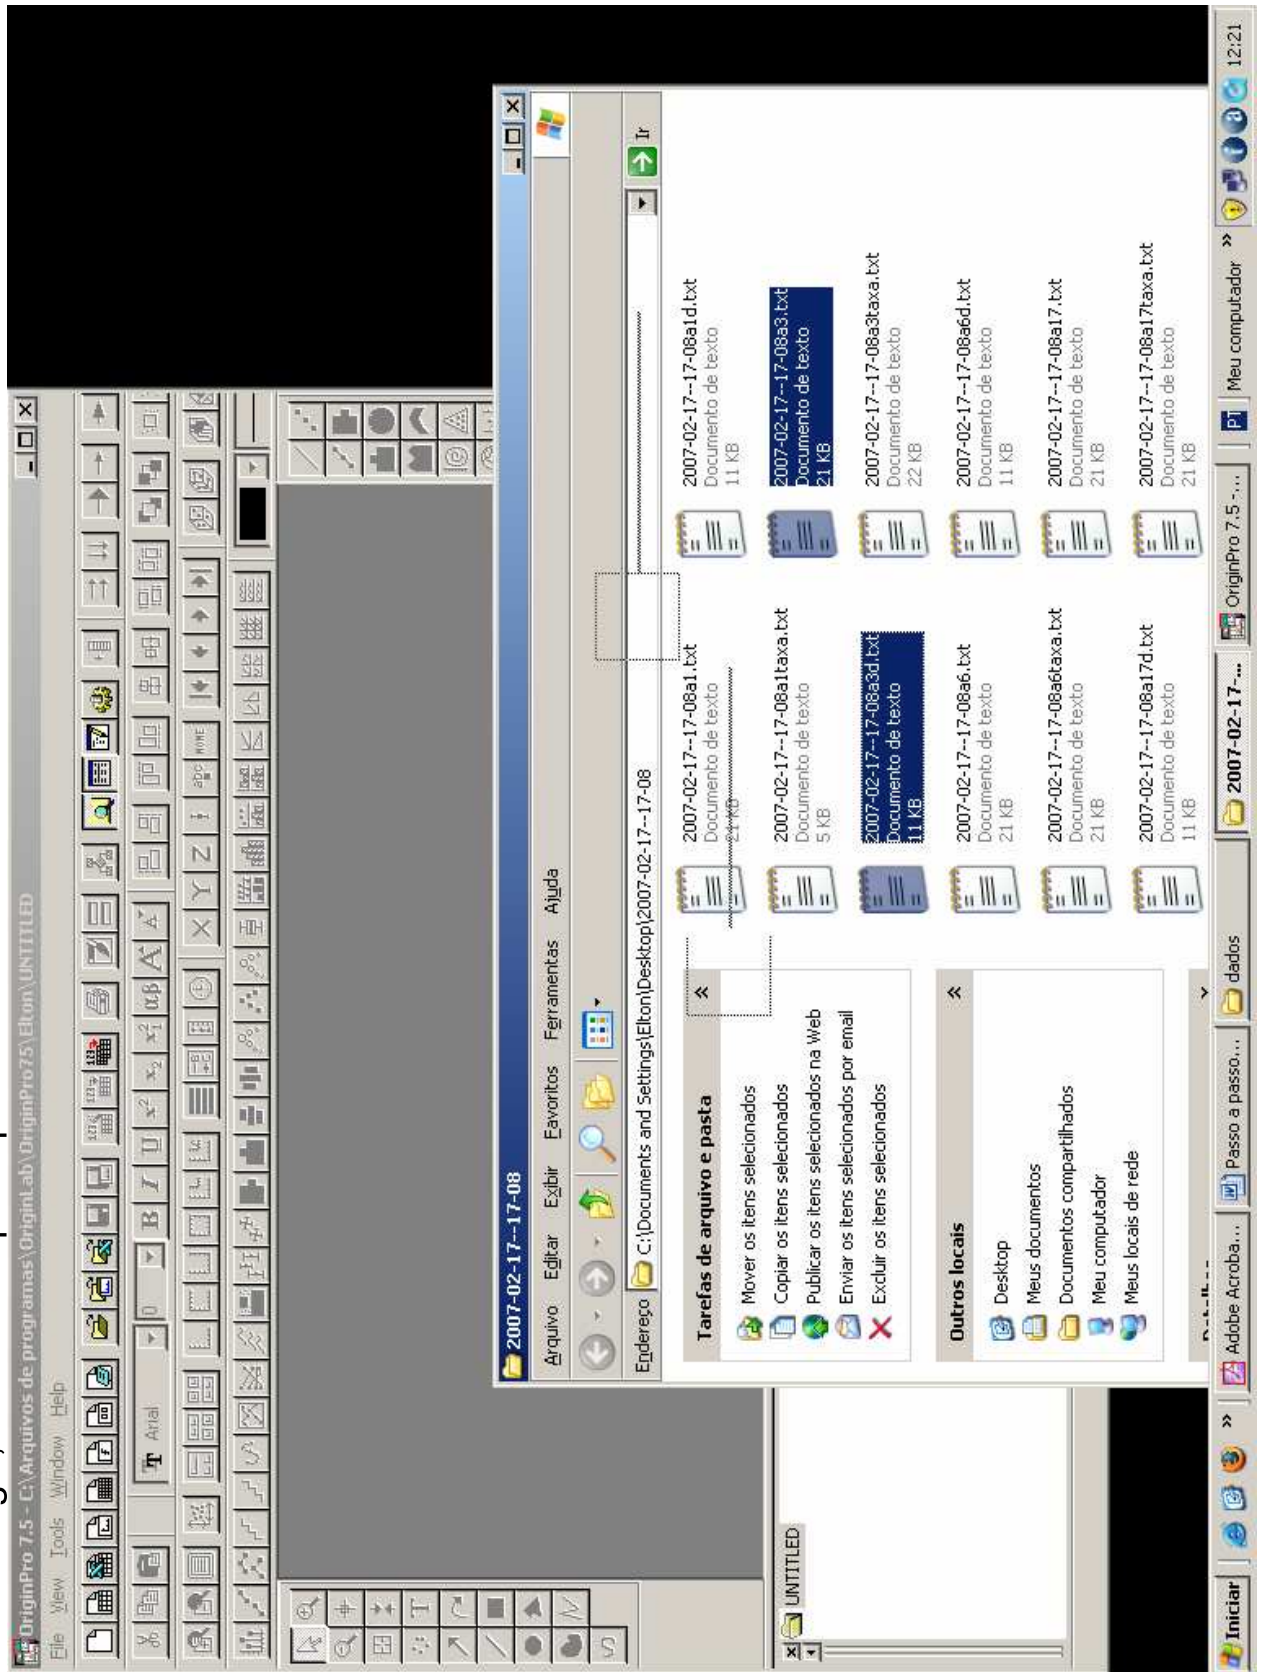 OriginPro 7.5 - C:\Arquivos de programas\OriginLab\OriginPro75\Elton\UNTITLED
File View Tools Window Help
Arial 0 B I U x² x₂ x₁² αβ A A
X Y Z abc HOME
T
UNTITLED
2007-02-17--17-08
Arquivo Editar Exibir Favoritos Ferramentas Ajuda
Endereço C:\Documents and Settings\Elton\Desktop\2007-02-17--17-08 Ir
Tarefas de arquivo e pasta
Mover os itens selecionados
Copiar os itens selecionados
Publicar os itens selecionados na Web
Enviar os itens selecionados por email
Excluir os itens selecionados
Outros locais
Desktop
Meus documentos
Documentos compartilhados
Meu computador
Meus locais de rede
2007-02-17--17-08a1.txt
Documento de texto
21 KB
2007-02-17--17-08a1d.txt
Documento de texto
11 KB
2007-02-17--17-08a1taxa.txt
Documento de texto
5 KB
2007-02-17--17-08a3.txt
Documento de texto
21 KB
2007-02-17--17-08a3d.txt
Documento de texto
11 KB
2007-02-17--17-08a3taxa.txt
Documento de texto
22 KB
2007-02-17--17-08a6.txt
Documento de texto
21 KB
2007-02-17--17-08a6d.txt
Documento de texto
11 KB
2007-02-17--17-08a6taxa.txt
Documento de texto
21 KB
2007-02-17--17-08a17.txt
Documento de texto
21 KB
2007-02-17--17-08a17d.txt
Documento de texto
11 KB
2007-02-17--17-08a17taxa.txt
Documento de texto
21 KB
Iniciar » Adobe Acroba... Passo a passo... dados 2007-02-17-... OriginPro 7.5 -... PT Meu computador » 12:21